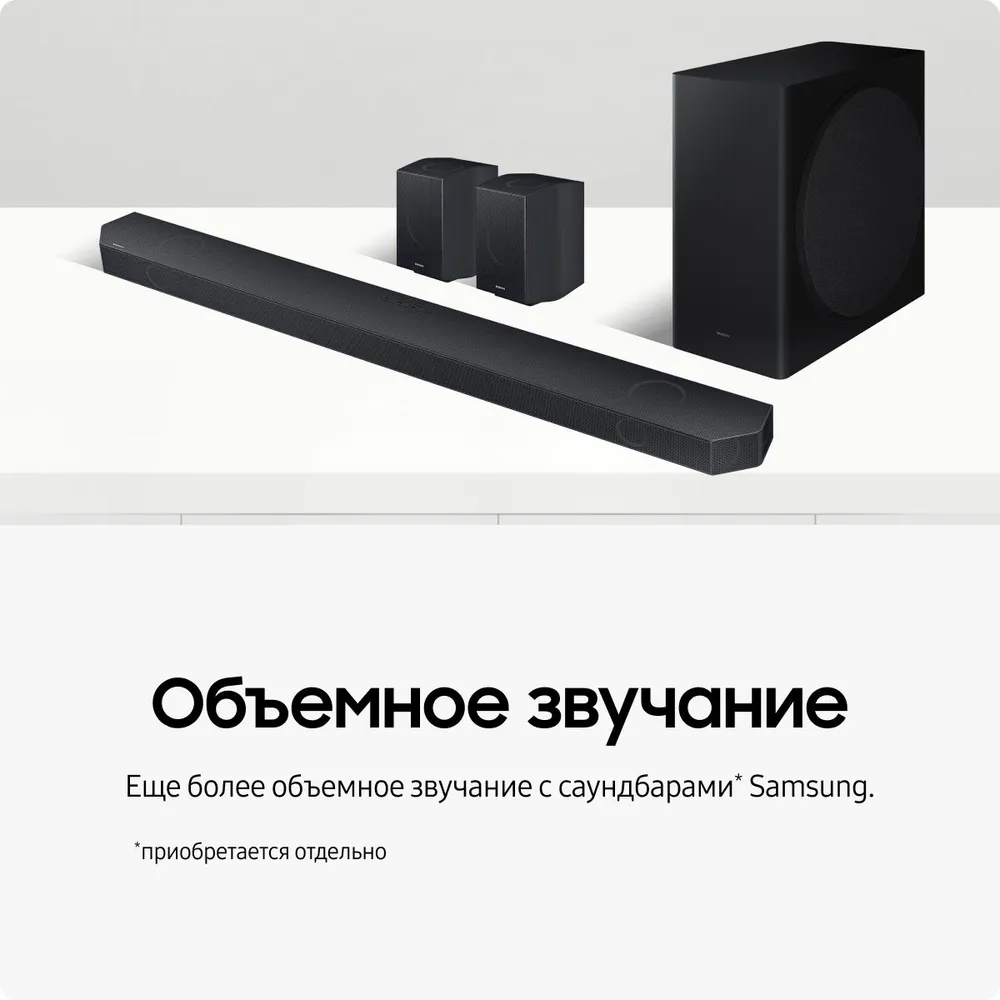 Объемное звучание
Еще более объемное звучание с саундбарами* Samsung.
*приобретается отдельно